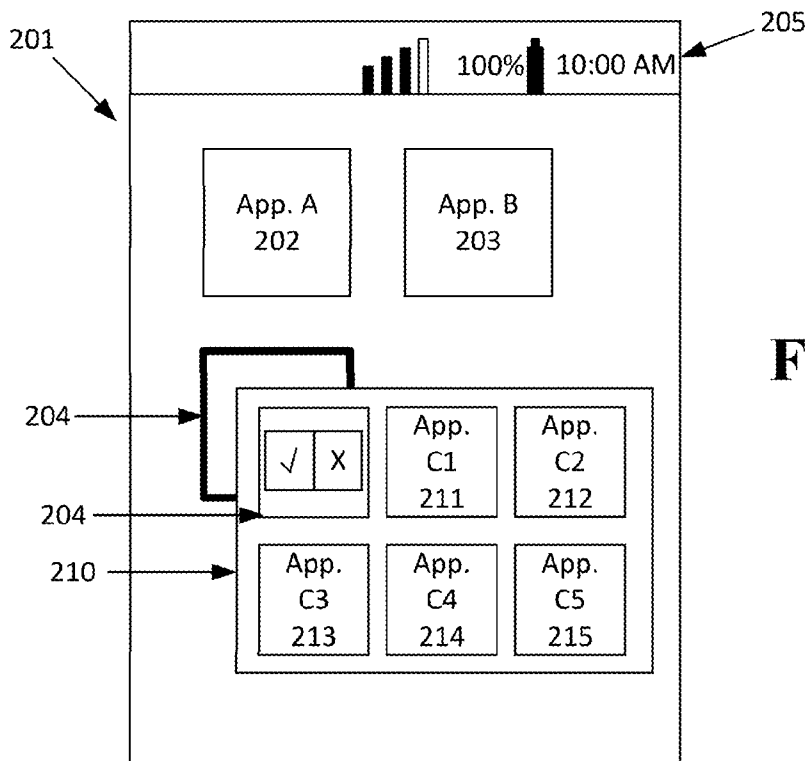 201
205
100% 10:00 AM
App. A
202
App. B
203
F
204
√ X
App.
C1
211
App.
C2
212
204
210
App.
C3
213
App.
C4
214
App.
C5
215